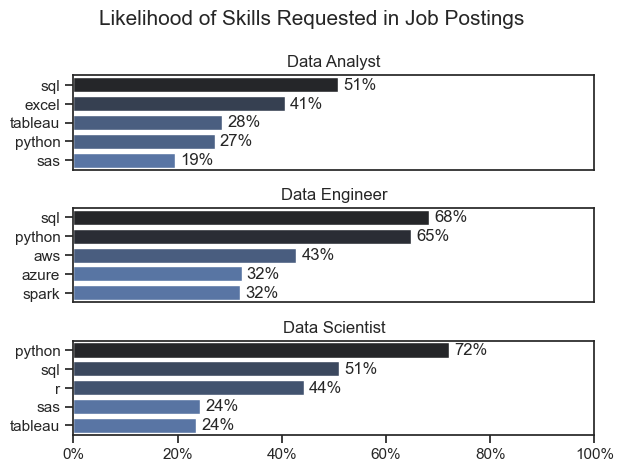 Likelihood of Skills Requested in Job Postings
Data Analyst
sql 51%
excel 41%
tableau 28%
python 27%
sas 19%
Data Engineer
sql 68%
python 65%
aws 43%
azure 32%
spark 32%
Data Scientist
python 72%
sql 51%
r 44%
sas 24%
tableau 24%
0% 20% 40% 60% 80% 100%